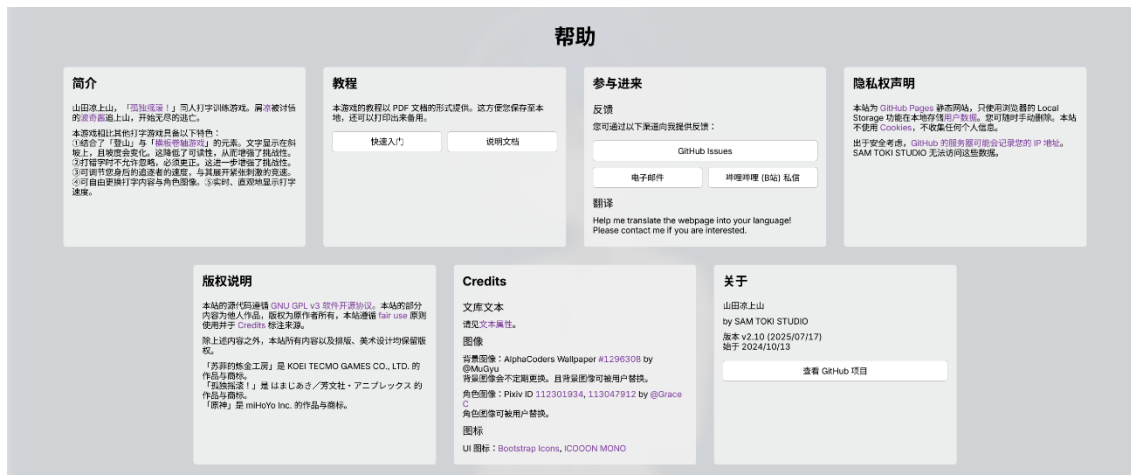 帮助
简介
山田凉上山，「孤独摇滚！」同人打字训练游戏。屑凉被讨债
的波奇酱追上山，开始无尽的逃亡。
本游戏相比其他打字游戏具备以下特色：
①结合了「登山」与「横板卷轴游戏」的元素。文字显示在斜
坡上，且坡度会变化。这降低了可读性，从而增强了挑战性。
②打错字时不允许忽略，必须更正。这进一步增强了挑战性。
③可调节您身后的追逐者的速度，与其展开紧张刺激的竞速。
④可自由更换打字内容与角色图像。⑤实时、直观地显示打字
速度。
教程
本游戏的教程以 PDF 文档的形式提供。这方便您保存至本
地，还可以打印出来备用。
快速入门
说明文档
参与进来
反馈
您可通过以下渠道向我提供反馈：
GitHub Issues
电子邮件
哔哩哔哩 (B站) 私信
翻译
Help me translate the webpage into your language!
Please contact me if you are interested.
隐私权声明
本站为 GitHub Pages 静态网站，只使用浏览器的 Local
Storage 功能在本地存储用户数据。您可随时手动删除。本站
不使用 Cookies，不收集任何个人信息。
出于安全考虑，GitHub 的服务器可能会记录您的 IP 地址。
SAM TOKI STUDIO 无法访问这些数据。
版权说明
本站的源代码遵循 GNU GPL v3 软件开源协议。本站的部分
内容为他人作品，版权为原作者所有，本站遵循 fair use 原则
使用并于 Credits 标注来源。
除上述内容之外，本站所有内容以及排版、美术设计均保留版
权。
「苏菲的炼金工房」是 KOEI TECMO GAMES CO., LTD. 的
作品与商标。
「孤独摇滚！」是 はまじあき／芳文社・アニプレックス 的
作品与商标。
「原神」是 miHoYo Inc. 的作品与商标。
Credits
文库文本
请见文本属性。
图像
背景图像：AlphaCoders Wallpaper #1296308 by
@MuGyu
背景图像会不定期更换。且背景图像可被用户替换。
角色图像：Pixiv ID 112301934, 113047912 by @Grace
C
角色图像可被用户替换。
图标
UI 图标：Bootstrap Icons, ICOOON MONO
关于
山田凉上山
by SAM TOKI STUDIO
版本 v2.10 (2025/07/17)
始于 2024/10/13
查看 GitHub 项目